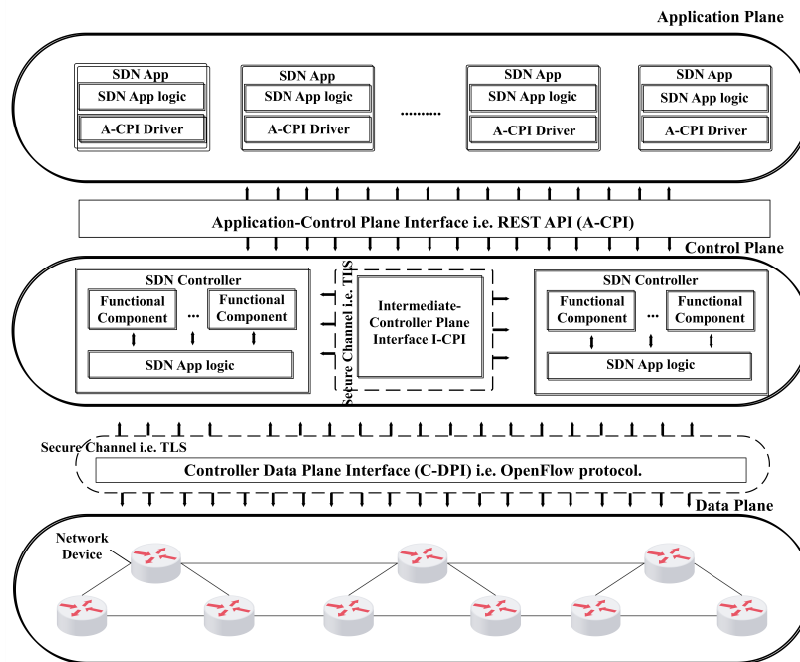 Application Plane
SDN App
SDN App logic
A-CPI Driver
SDN App
SDN App logic
A-CPI Driver
..........
SDN App
SDN App logic
A-CPI Driver
SDN App
SDN App logic
A-CPI Driver
Application-Control Plane Interface i.e. REST API (A-CPI)
Control Plane
SDN Controller
Functional
Component
...
Functional
Component
SDN App logic
Secure Channel i.e. TLS
Intermediate-
Controller Plane
Interface I-CPI
SDN Controller
Functional
Component
...
Functional
Component
SDN App logic
Secure Channel i.e. TLS
Controller Data Plane Interface (C-DPI) i.e. OpenFlow protocol.
Data Plane
Network
Device